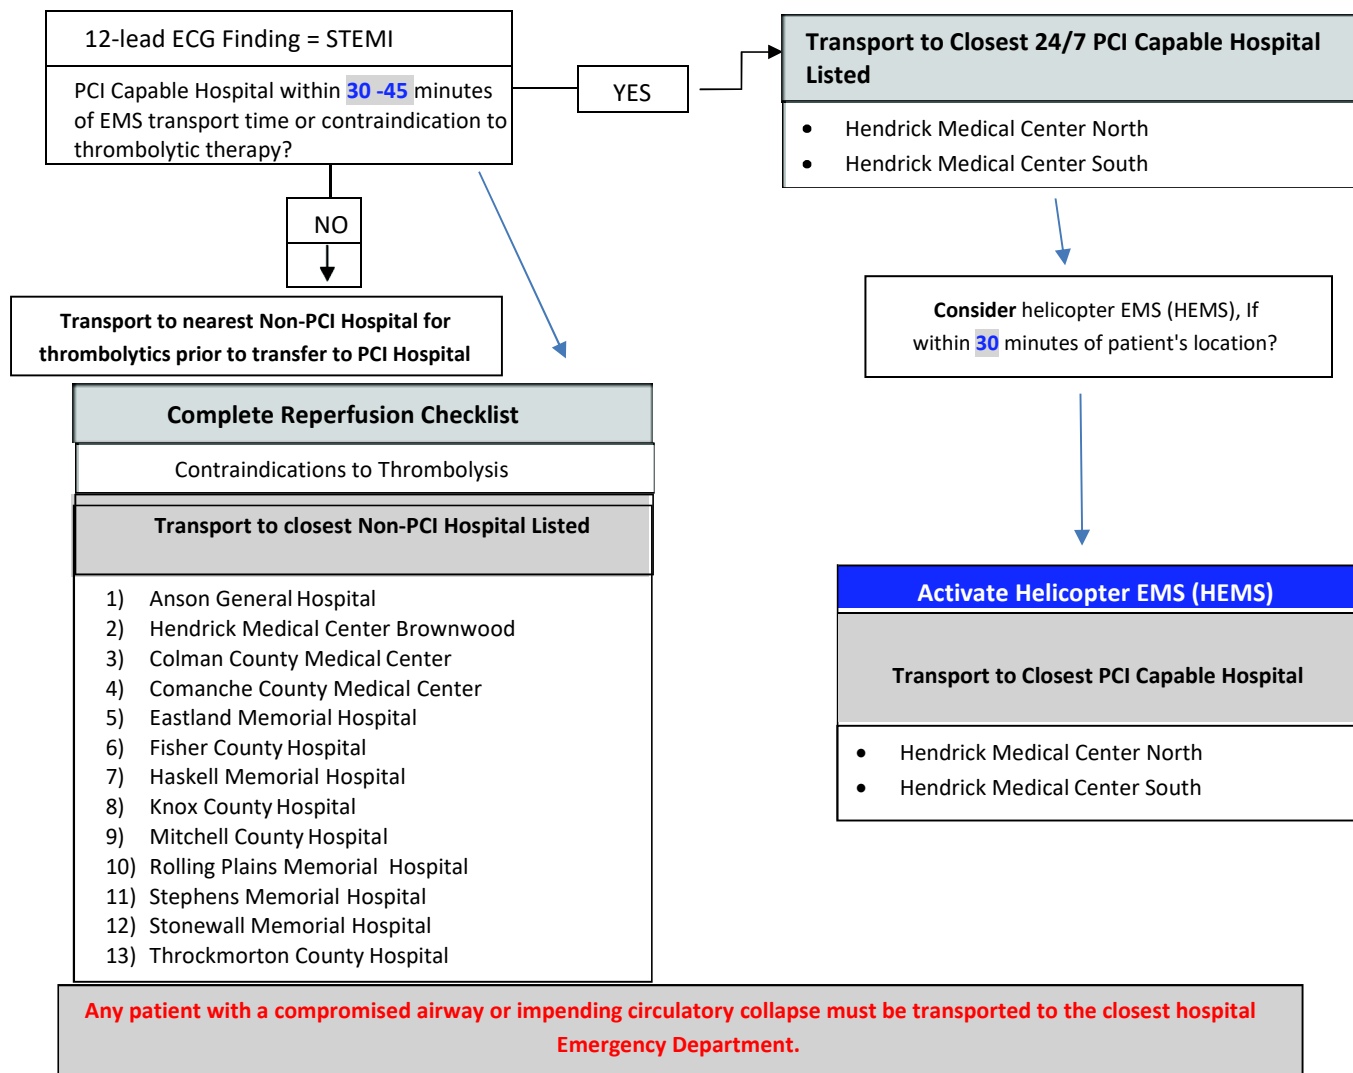 12-lead ECG Finding = STEMI
PCI Capable Hospital within 30 -45 minutes
of EMS transport time or contraindication to
thrombolytic therapy?
YES
Transport to Closest 24/7 PCI Capable Hospital
Listed
• Hendrick Medical Center North
• Hendrick Medical Center South
NO
Transport to nearest Non-PCI Hospital for
thrombolytics prior to transfer to PCI Hospital
Consider helicopter EMS (HEMS), If
within 30 minutes of patient's location?
Complete Reperfusion Checklist
Contraindications to Thrombolysis
Transport to closest Non-PCI Hospital Listed
1) Anson General Hospital
2) Hendrick Medical Center Brownwood
3) Colman County Medical Center
4) Comanche County Medical Center
5) Eastland Memorial Hospital
6) Fisher County Hospital
7) Haskell Memorial Hospital
8) Knox County Hospital
9) Mitchell County Hospital
10) Rolling Plains Memorial Hospital
11) Stephens Memorial Hospital
12) Stonewall Memorial Hospital
13) Throckmorton County Hospital
Activate Helicopter EMS (HEMS)
Transport to Closest PCI Capable Hospital
• Hendrick Medical Center North
• Hendrick Medical Center South
Any patient with a compromised airway or impending circulatory collapse must be transported to the closest hospital
Emergency Department.